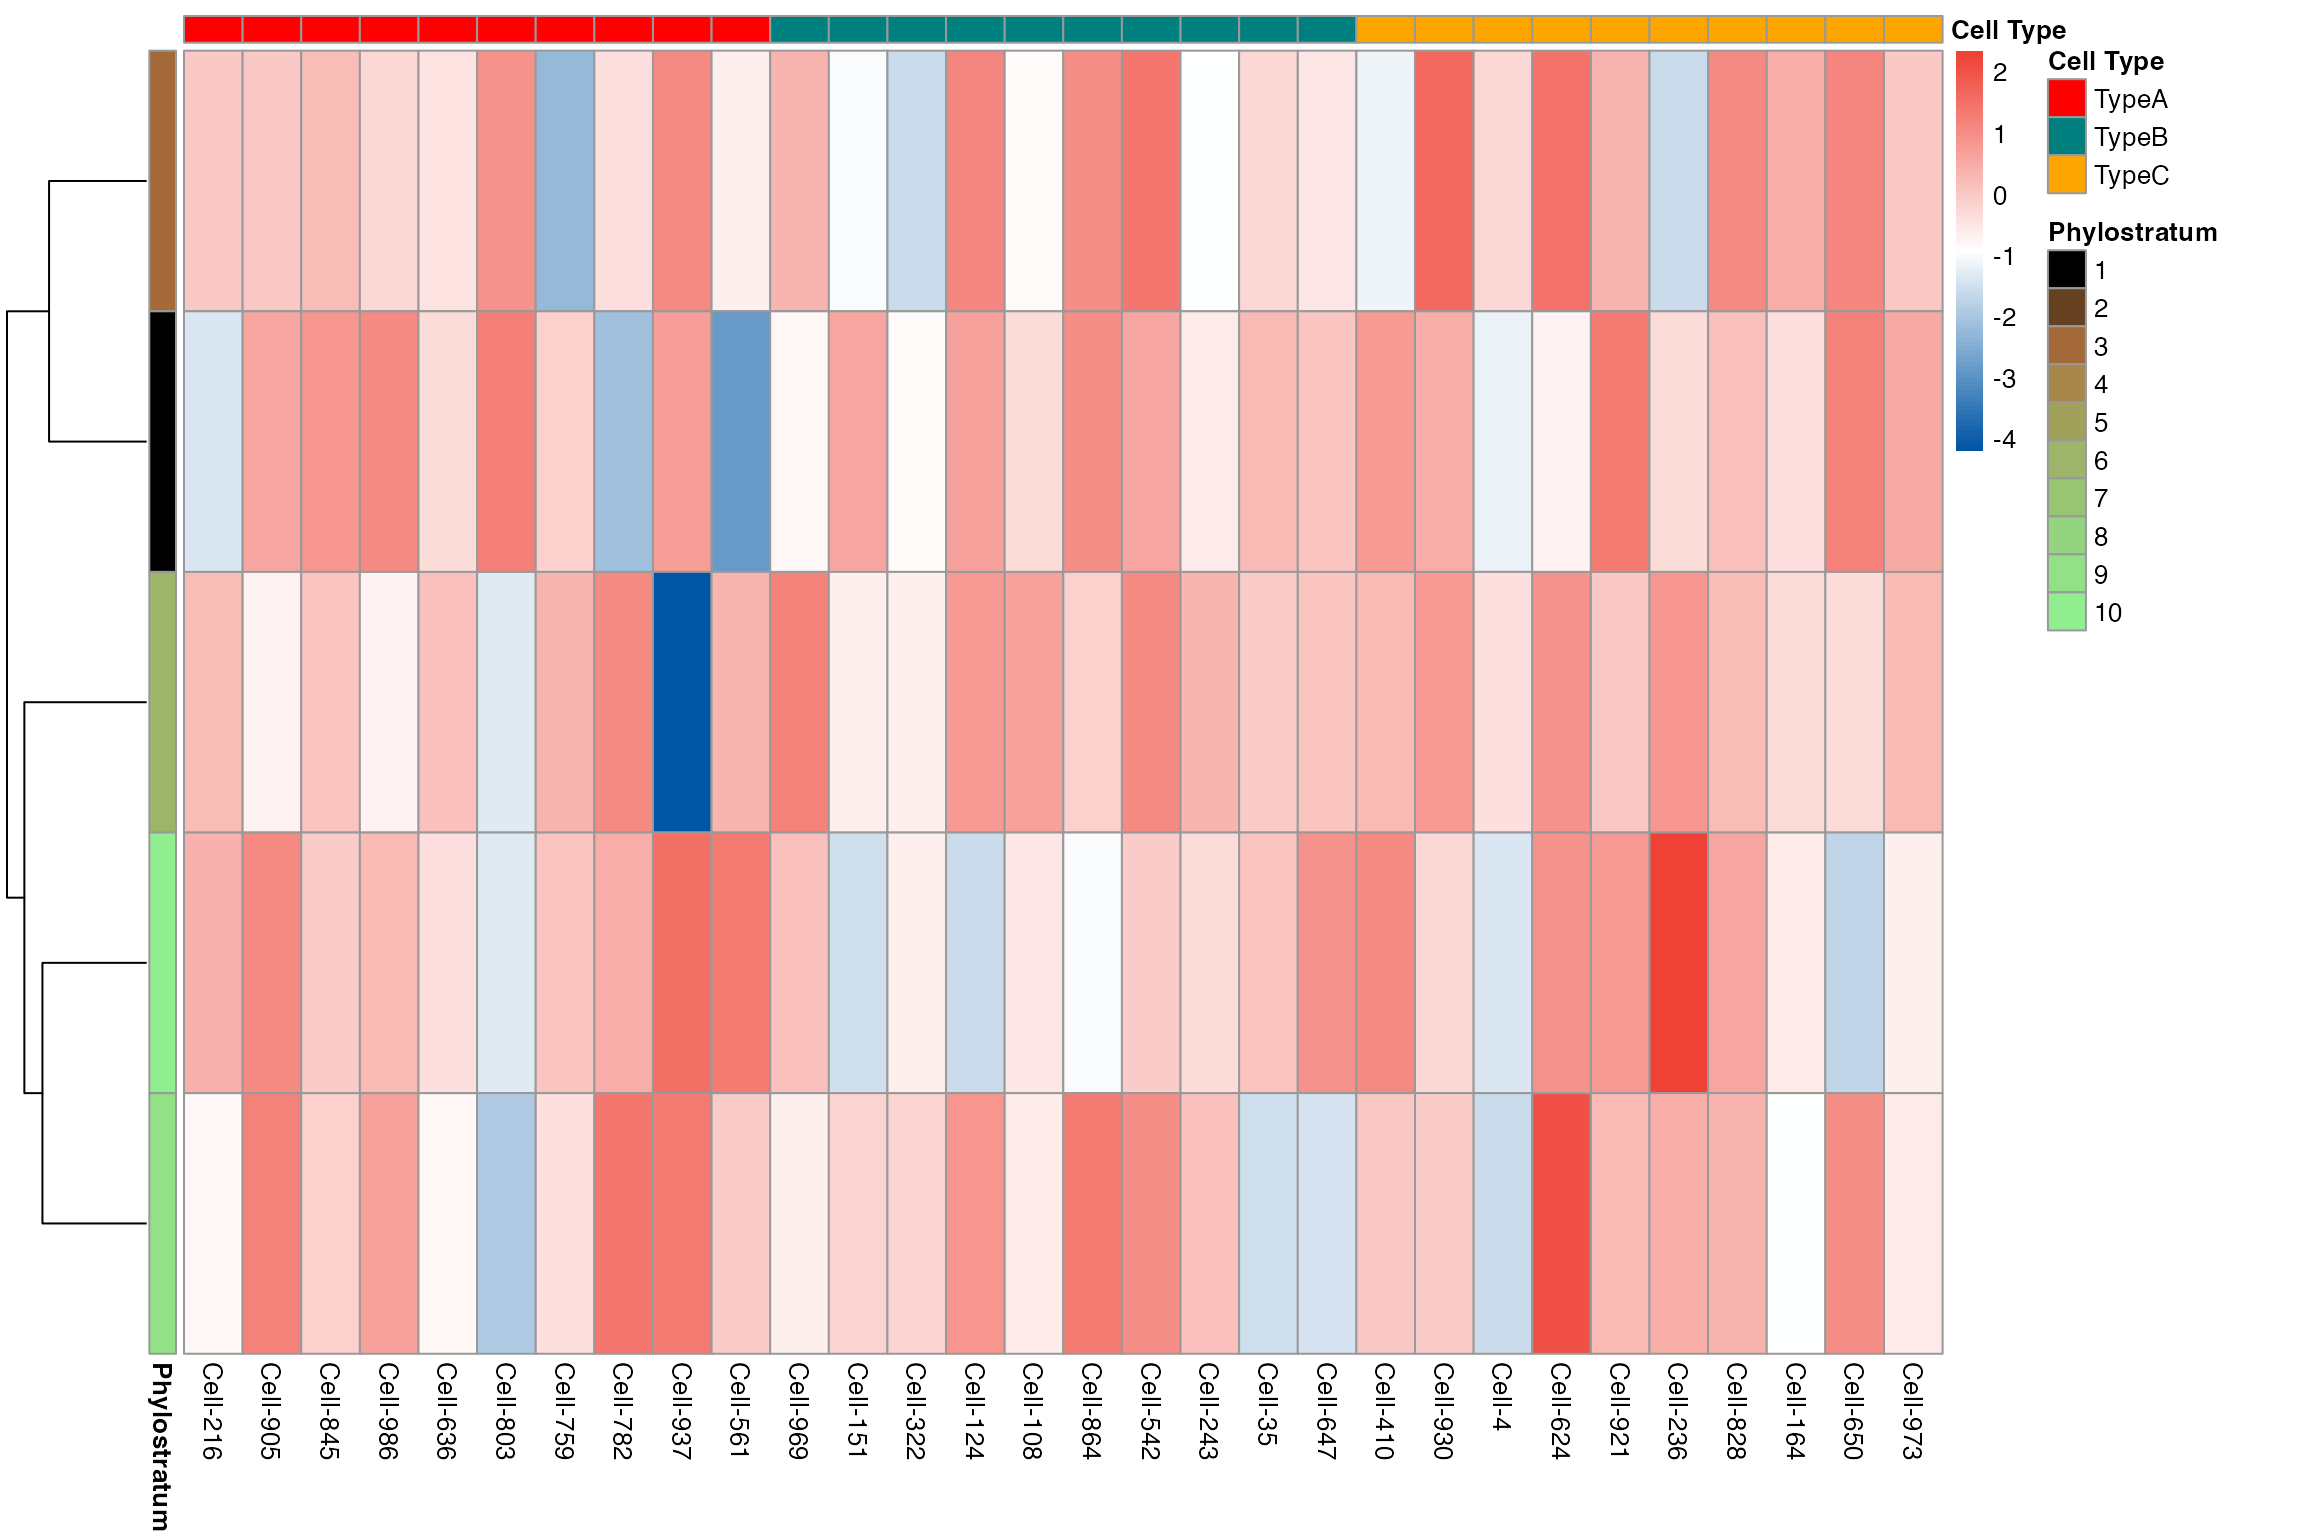 Cell Type
2
1
0
-1
-2
-3
-4
Cell Type
TypeA
TypeB
TypeC
Phylostratum
1
2
3
4
5
6
7
8
9
10
Phylostratum
Cell-216
Cell-905
Cell-845
Cell-986
Cell-636
Cell-803
Cell-759
Cell-782
Cell-937
Cell-561
Cell-969
Cell-151
Cell-322
Cell-124
Cell-108
Cell-864
Cell-542
Cell-243
Cell-35
Cell-647
Cell-410
Cell-930
Cell-4
Cell-624
Cell-921
Cell-236
Cell-828
Cell-164
Cell-650
Cell-973